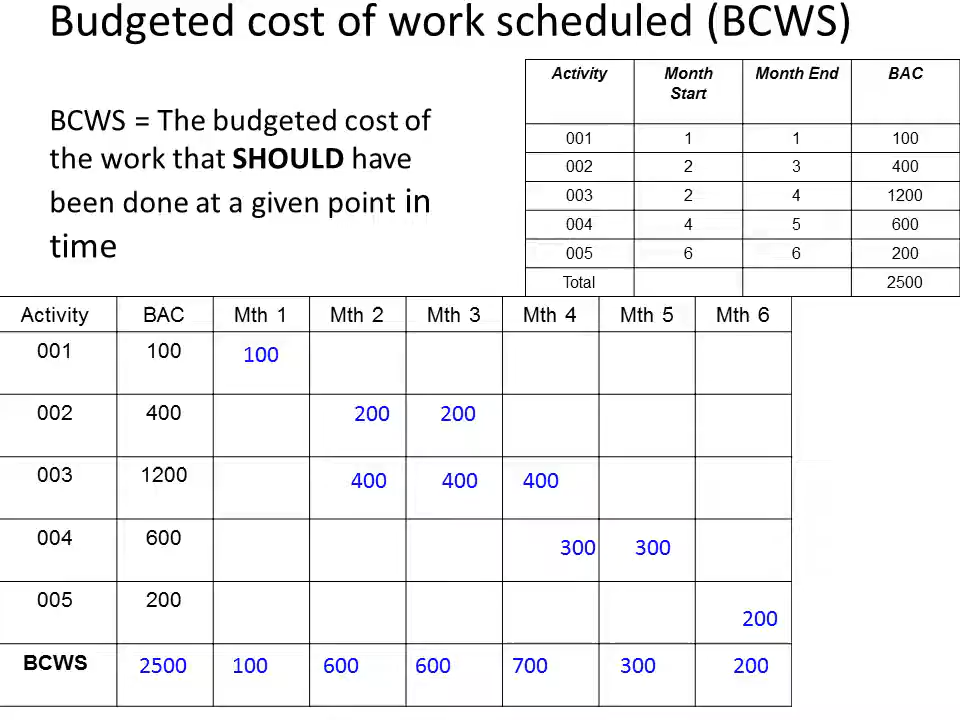 Budgeted cost of work scheduled (BCWS)
BCWS = The budgeted cost of
the work that SHOULD have
been done at a given point in
time
Activity Month Start Month End BAC
001 1 1 100
002 2 3 400
003 2 4 1200
004 4 5 600
005 6 6 200
Total 2500
Activity BAC Mth 1 Mth 2 Mth 3 Mth 4 Mth 5 Mth 6
001 100 100
002 400 200 200
003 1200 400 400 400
004 600 300 300
005 200 200
BCWS 2500 100 600 600 700 300 200